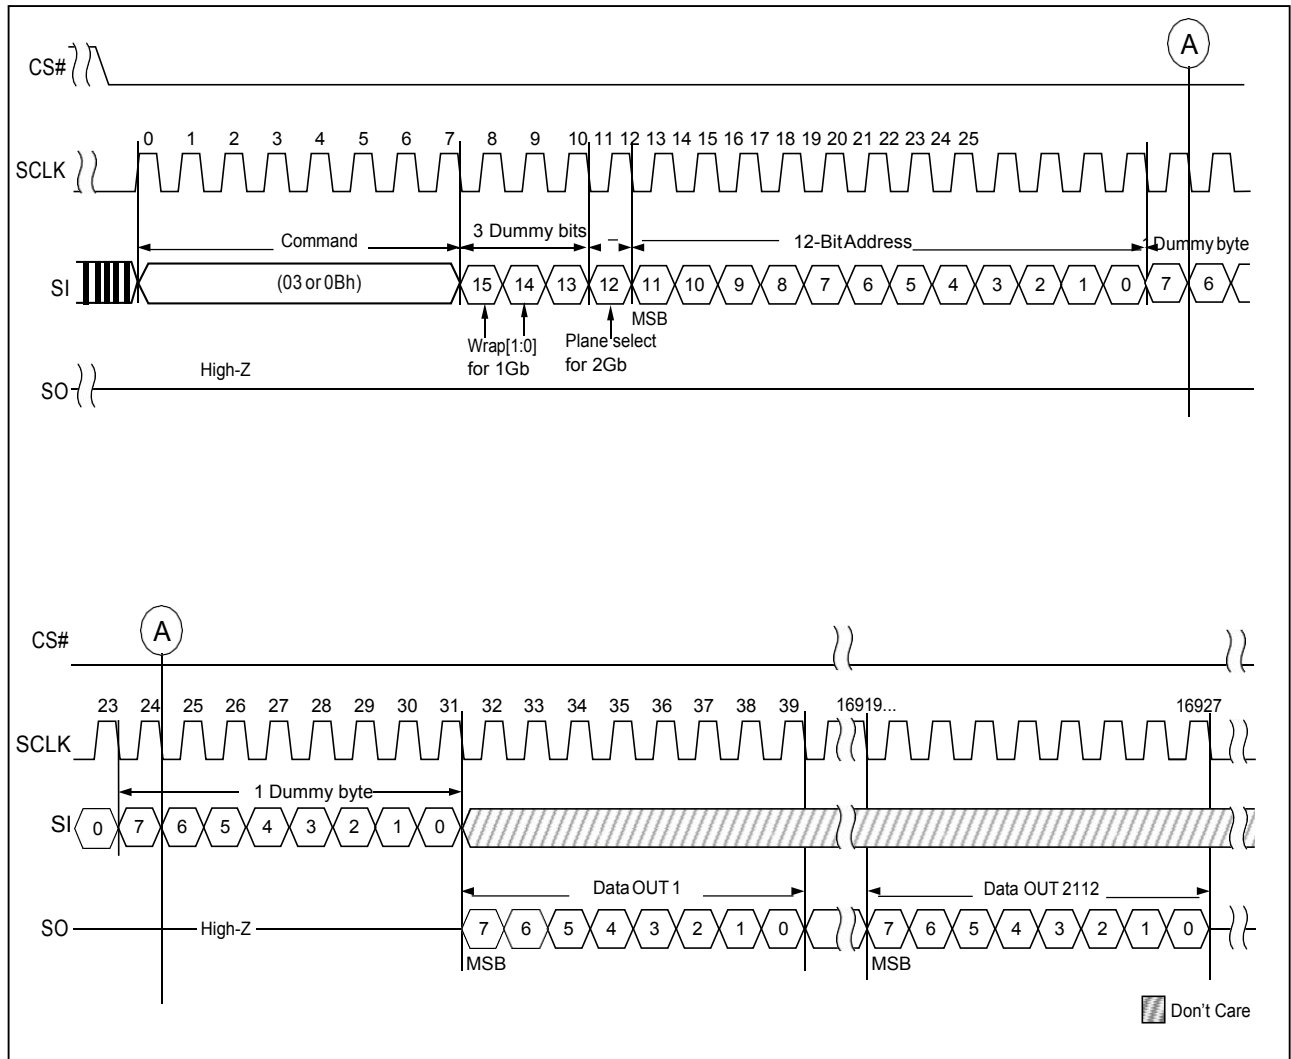 A
CS#
0 1 2 3 4 5 6 7 8 9 10 11 12 13 14 15 16 17 18 19 20 21 22 23 24 25
SCLK
Command 3 Dummy bits 12-Bit Address 1 Dummy byte
SI (03 or 0Bh) 15 14 13 12 11 10 9 8 7 6 5 4 3 2 1 0 7 6
MSB
Wrap[1:0] Plane select
for 1Gb for 2Gb
High-Z
SO
A
CS#
23 24 25 26 27 28 29 30 31 32 33 34 35 36 37 38 39 16919... 16927
SCLK
1 Dummy byte
SI 0 7 6 5 4 3 2 1 0
Data OUT 1 Data OUT 2112
SO High-Z 7 6 5 4 3 2 1 0 7 6 5 4 3 2 1 0
MSB MSB
Don't Care